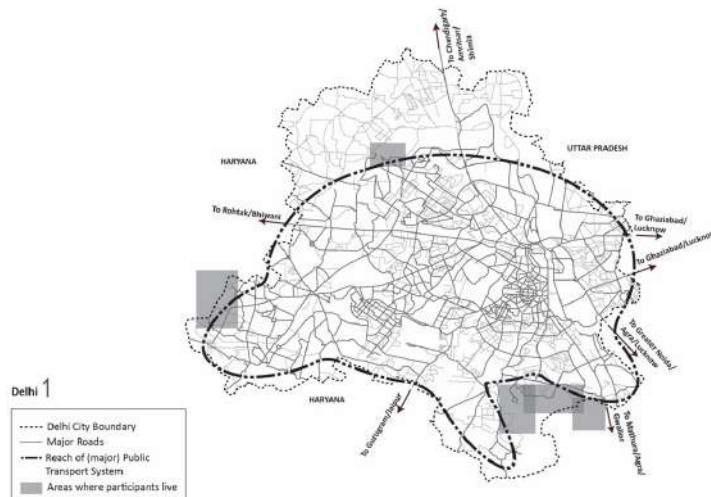 To Chandigarh/
Amritsar/
Shimla
UTTAR PRADESH
HARYANA
To Rohtak/Bhiwani
To Ghaziabad/
Lucknow
To Ghaziabad/Lucknow
To Greater Noida/
Agra/Lucknow
HARYANA
To Gurugram/Jaipur
To Mathura/Agra/
Gwalior
Delhi 1
Delhi City Boundary
Major Roads
Reach of (major) Public
Transport System
Areas where participants live